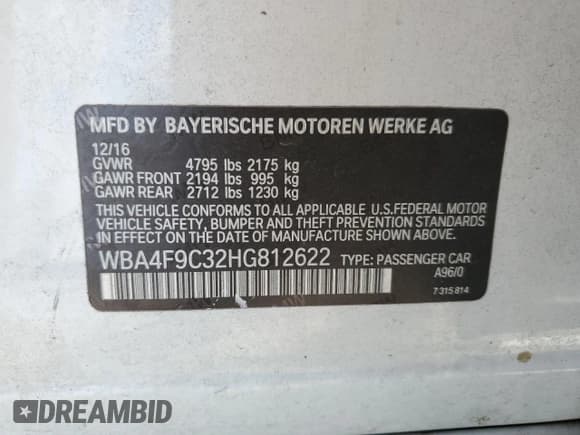 MFD BY BAYERISCHE MOTOREN WERKE AG
12/16
GVWR 4795 lbs 2175 kg
GAWR FRONT 2194 lbs 995 kg
GAWR REAR 2712 lbs 1230 kg
THIS VEHICLE CONFORMS TO ALL APPLICABLE U.S.FEDERAL MOTOR
VEHICLE SAFETY, BUMPER AND THEFT PREVENTION STANDARDS
IN EFFECT ON THE DATE OF MANUFACTURE SHOWN ABOVE.
WBA4F9C32HG812622 TYPE: PASSENGER CAR
A96/0
7315814
DREAMBID